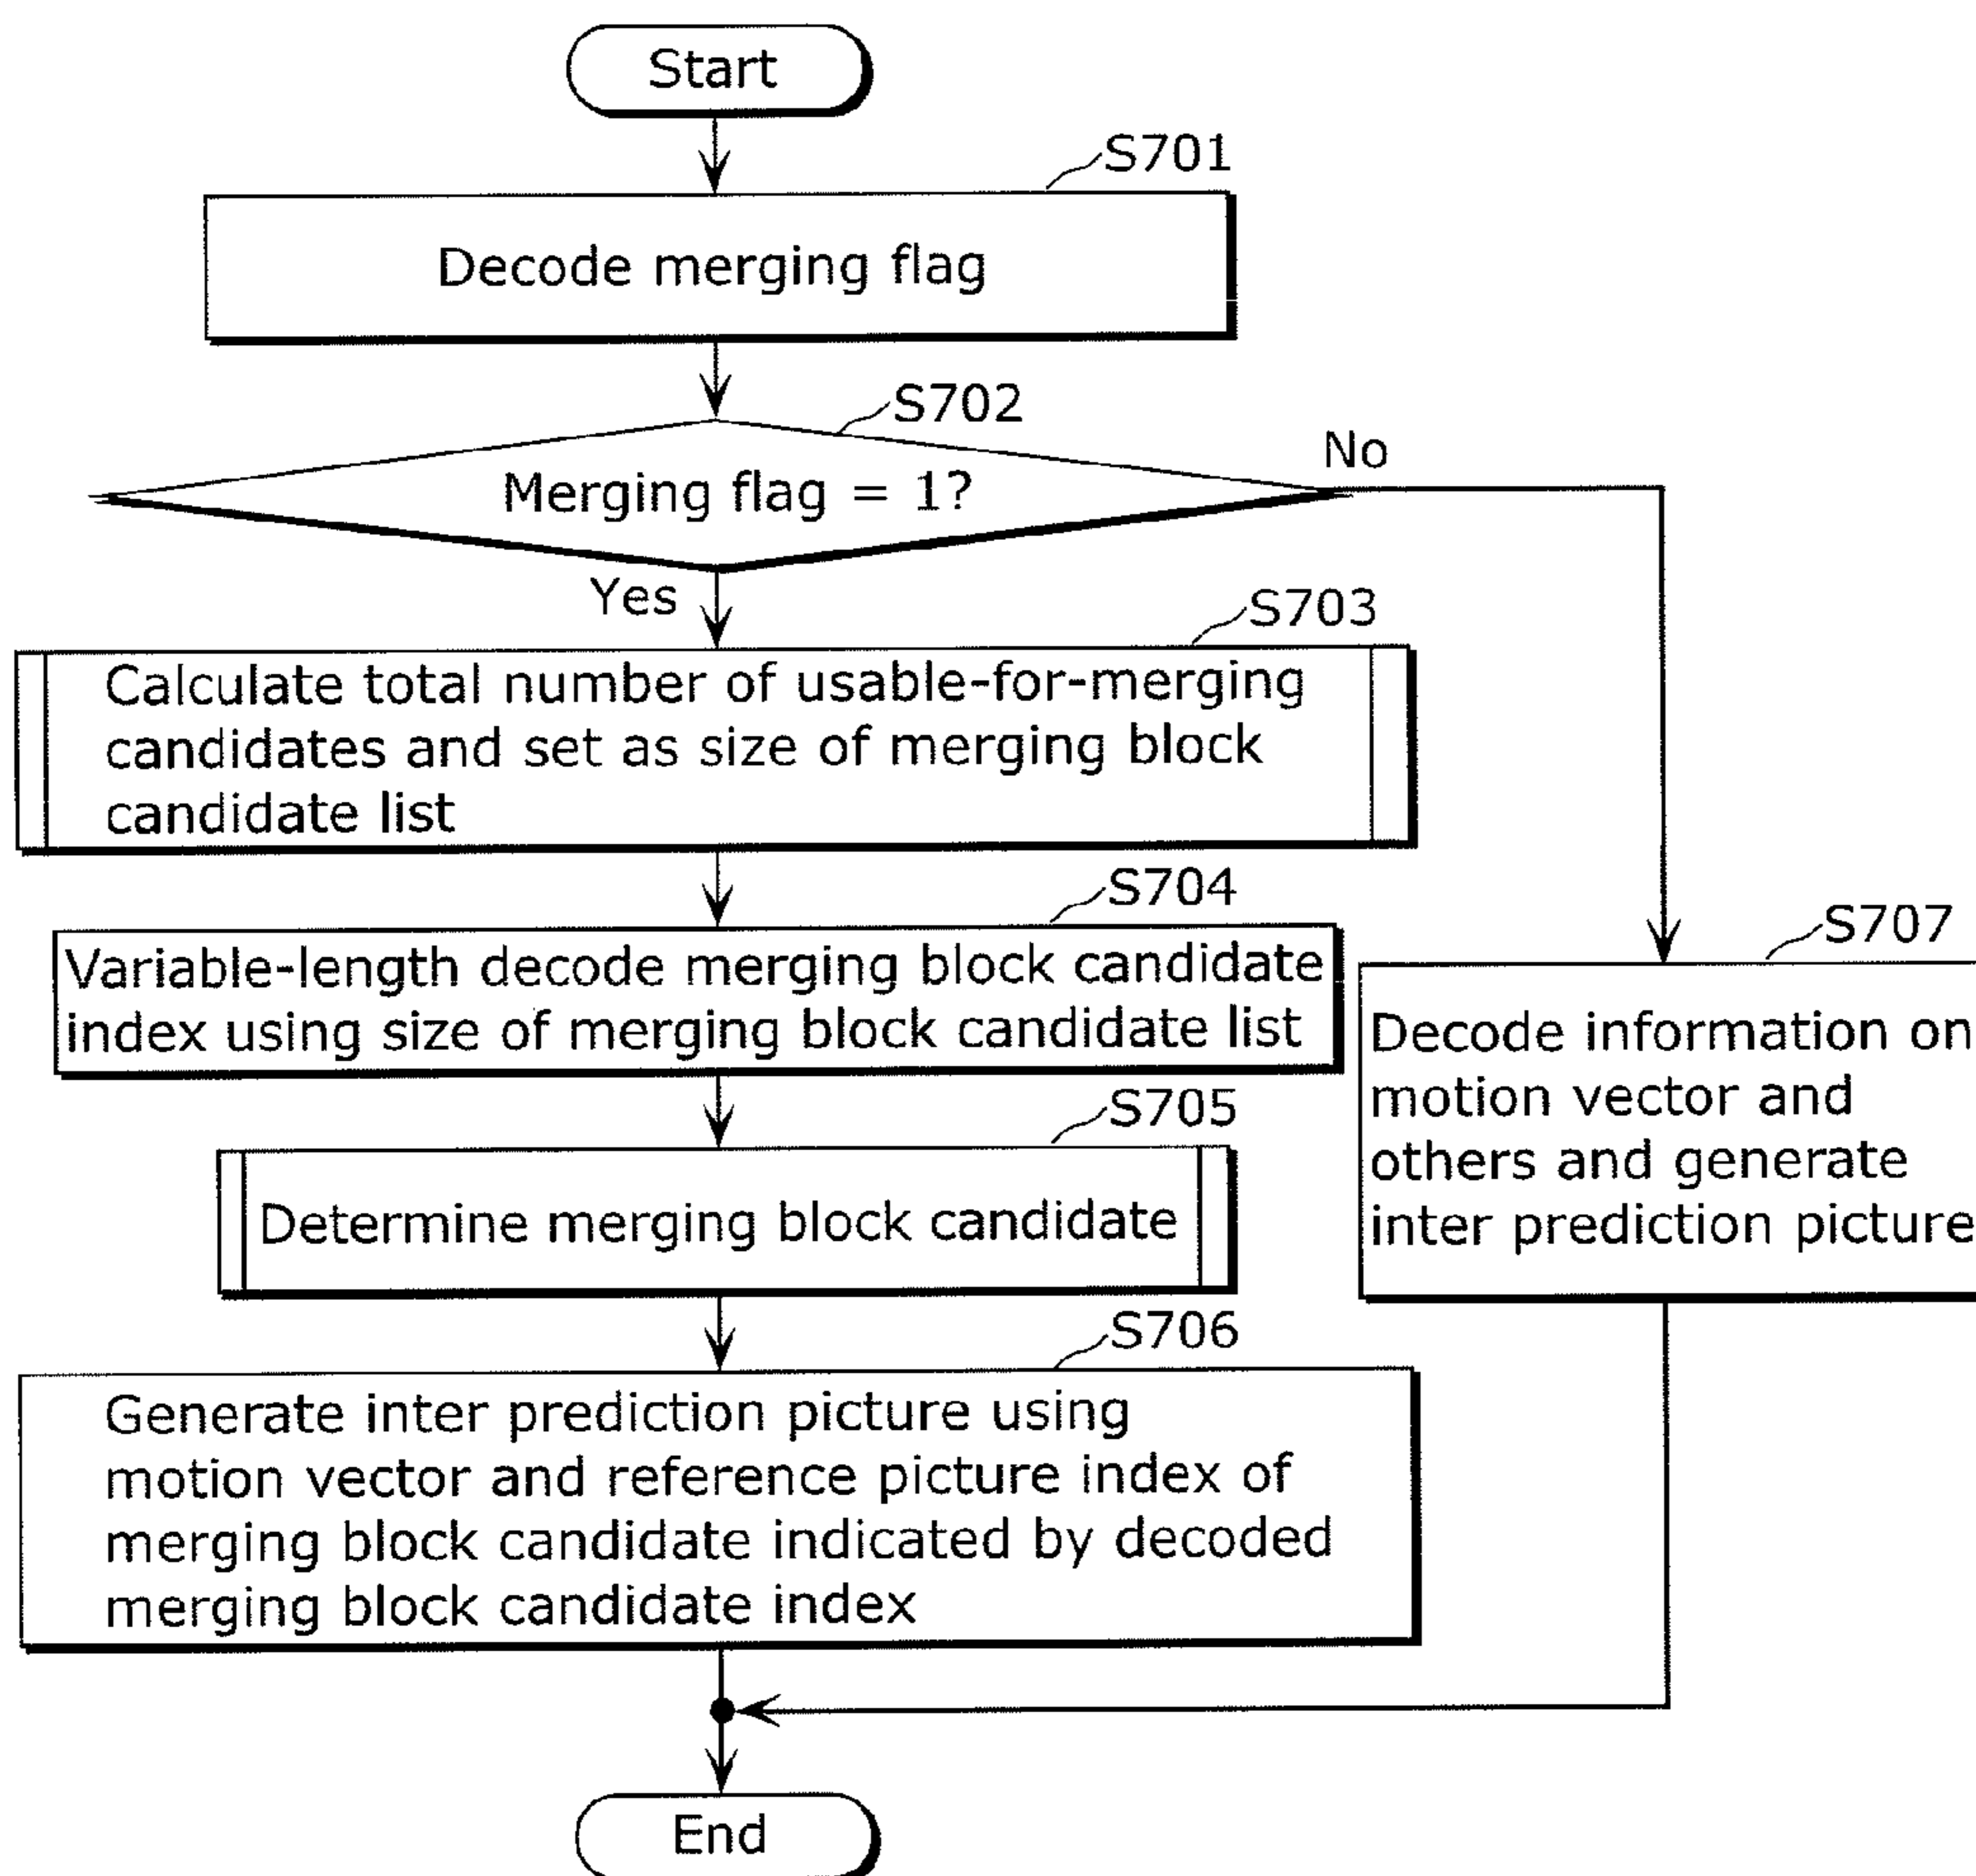 Start
S701
Decode merging flag
S702
Merging flag = 1?
No
Yes
S703
Calculate total number of usable-for-merging
candidates and set as size of merging block
candidate list
S704
Variable-length decode merging block candidate
index using size of merging block candidate list
S707
Decode information on
motion vector and
others and generate
inter prediction picture
S705
Determine merging block candidate
S706
Generate inter prediction picture using
motion vector and reference picture index of
merging block candidate indicated by decoded
merging block candidate index
End